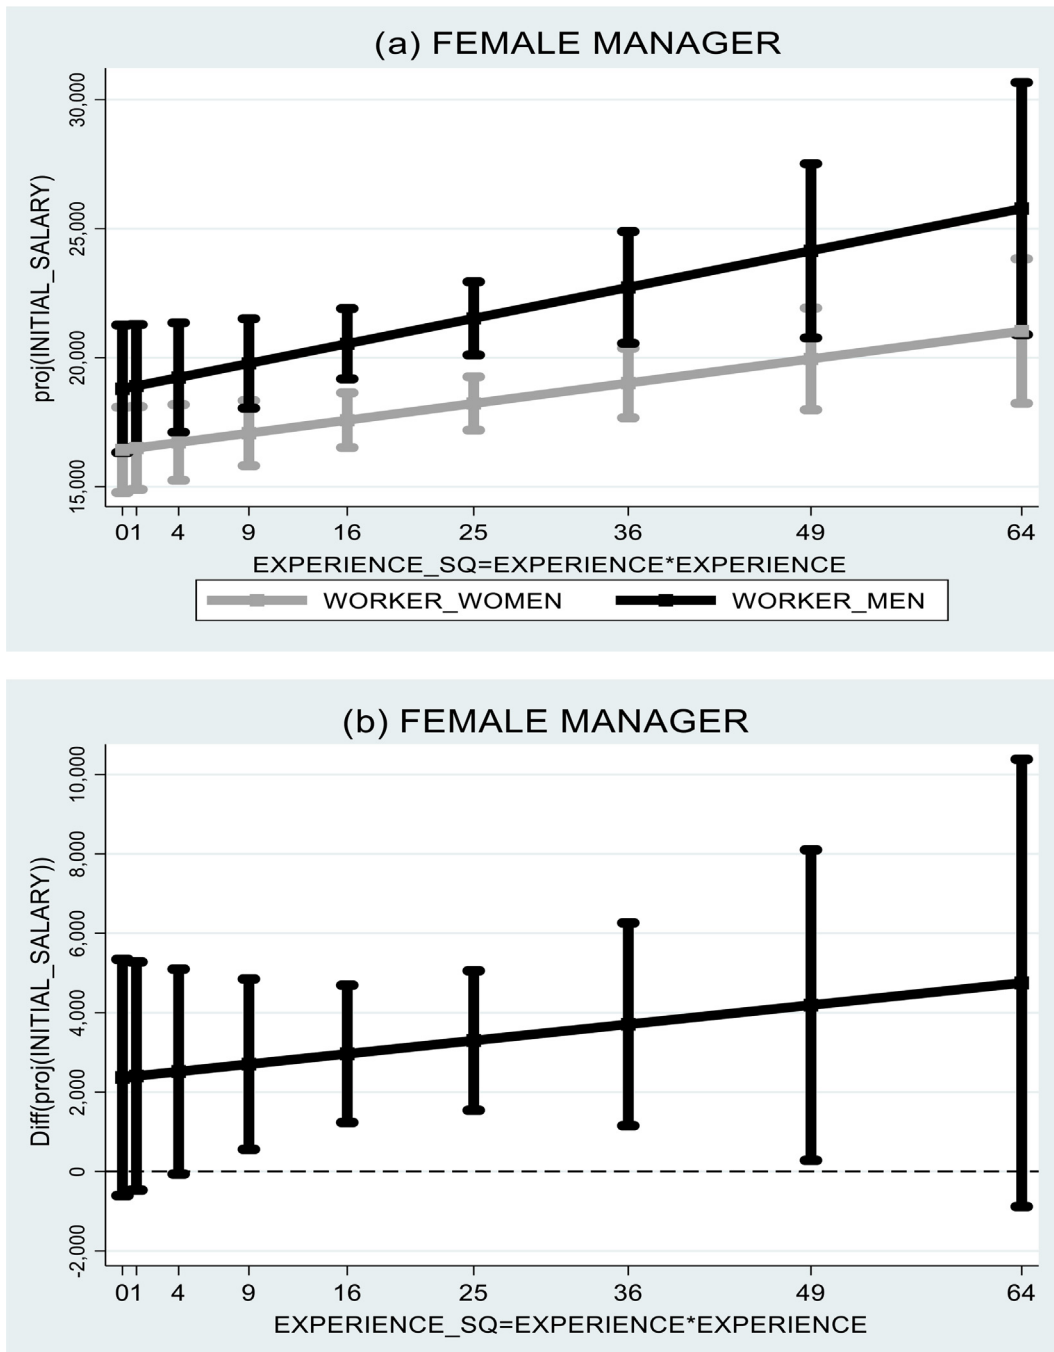 (a) FEMALE MANAGER
proj(INITIAL_SALARY)
30,000
25,000
20,000
15,000
0 1 4 9 16 25 36 49 64
EXPERIENCE_SQ=EXPERIENCE*EXPERIENCE
WORKER_WOMEN WORKER_MEN
(b) FEMALE MANAGER
Diff(proj(INITIAL_SALARY))
10,000
8,000
6,000
4,000
2,000
0
-2,000
0 1 4 9 16 25 36 49 64
EXPERIENCE_SQ=EXPERIENCE*EXPERIENCE